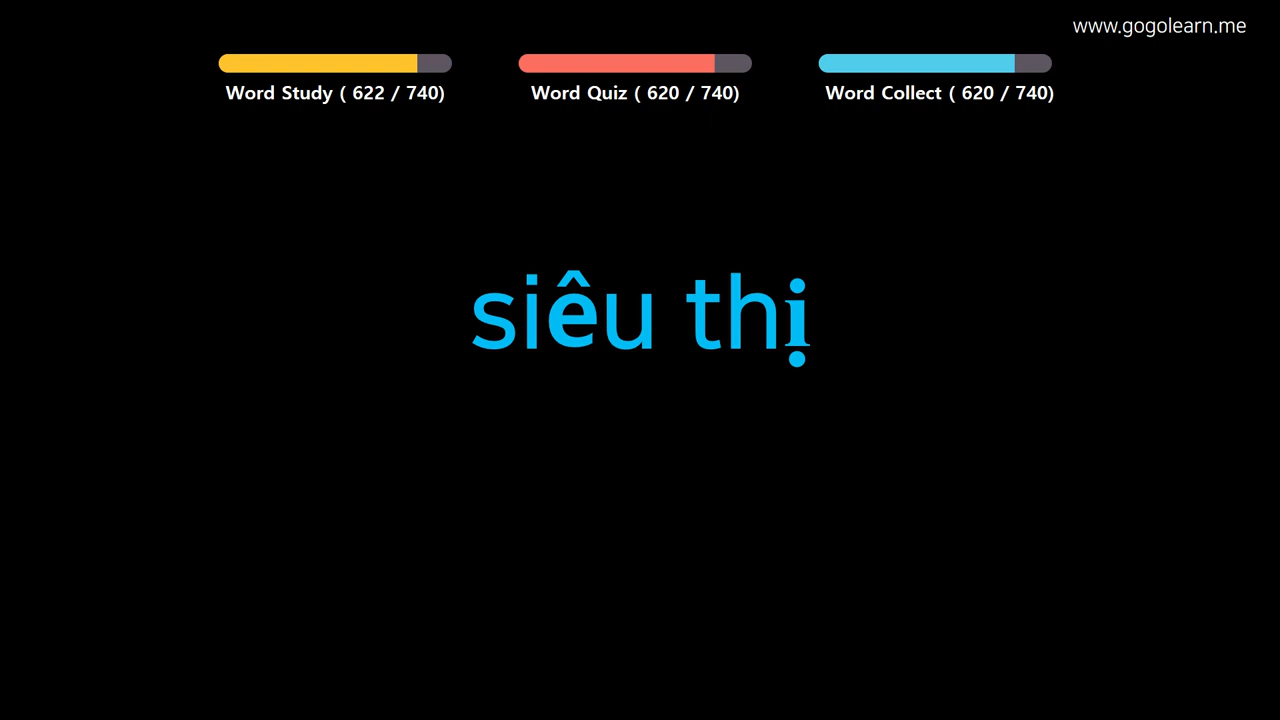 www.gogolearn.me
Word Study ( 622 / 740)
Word Quiz ( 620 / 740)
Word Collect ( 620 / 740)
siêu thị